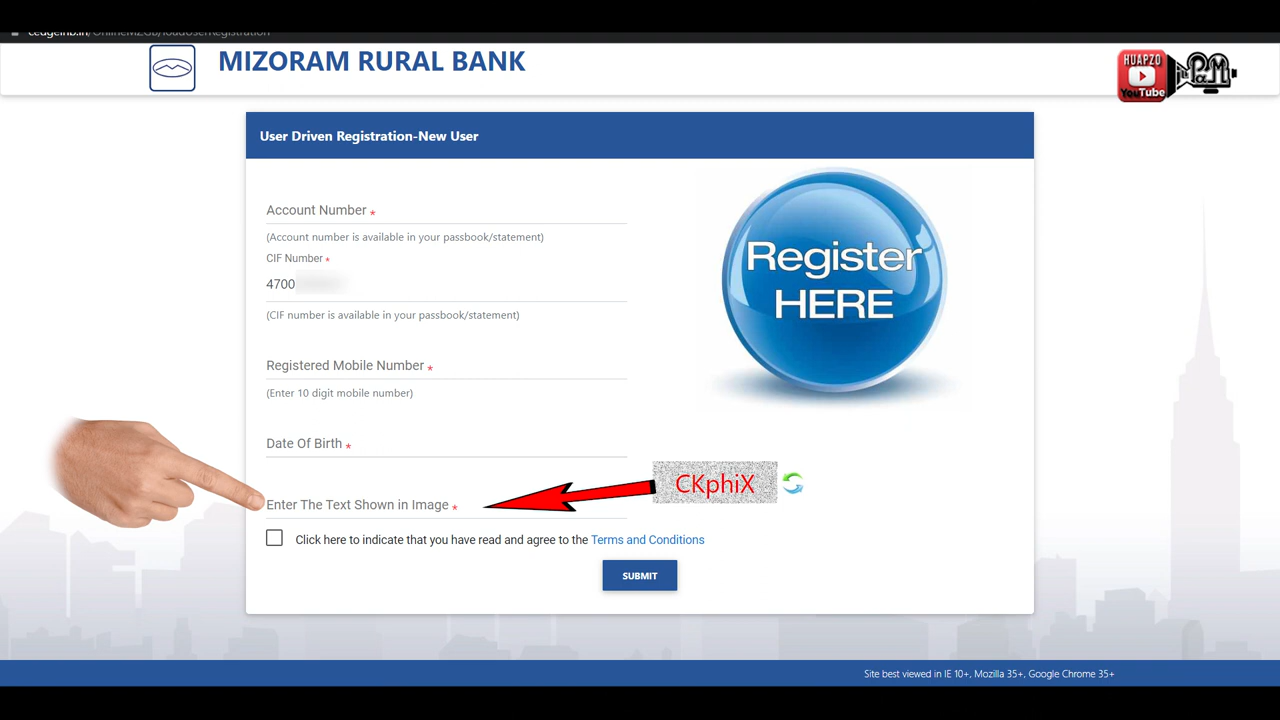 MIZORAM RURAL BANK
HUAPZO
YouTube
User Driven Registration-New User
Account Number *
(Account number is available in your passbook/statement)
CIF Number *
4700
(CIF number is available in your passbook/statement)
Registered Mobile Number *
(Enter 10 digit mobile number)
Date Of Birth *
Enter The Text Shown in Image *
Register
HERE
CKphiX
Click here to indicate that you have read and agree to the Terms and Conditions
SUBMIT
Site best viewed in IE 10+, Mozilla 35+, Google Chrome 35+